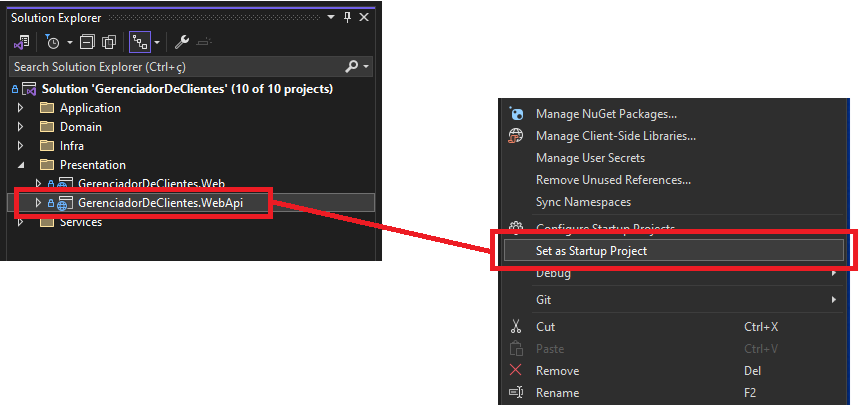 Solution Explorer
Search Solution Explorer (Ctrl+ç)
Solution 'GerenciadorDeClientes' (10 of 10 projects)
Application
Domain
Infra
Presentation
GerenciadorDeClientes.Web
GerenciadorDeClientes.WebApi
Services
Manage NuGet Packages...
Manage Client-Side Libraries...
Manage User Secrets
Remove Unused References...
Sync Namespaces
Configure Startup Projects...
Set as Startup Project
Debug
Git
Cut Ctrl+X
Paste Ctrl+V
Remove Del
Rename F2